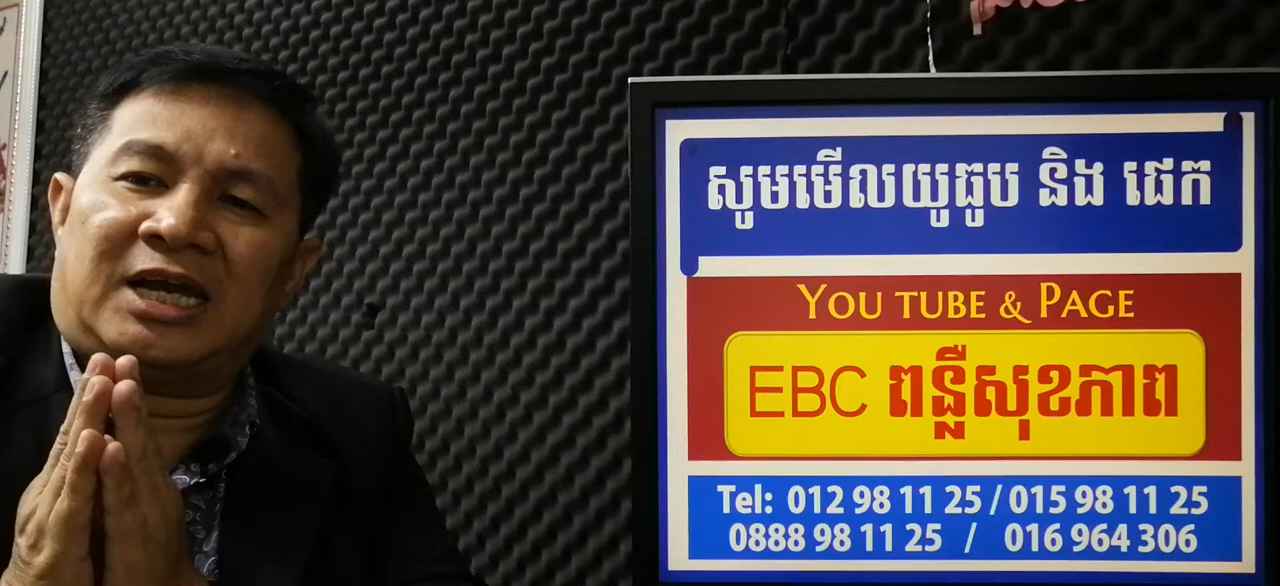 សូមមើលយូធូប និង ផេក
YOU TUBE & PAGE
EBC ពន្លឺសុខភាព
Tel: 012 98 11 25 / 015 98 11 25
0888 98 11 25 / 016 964 306